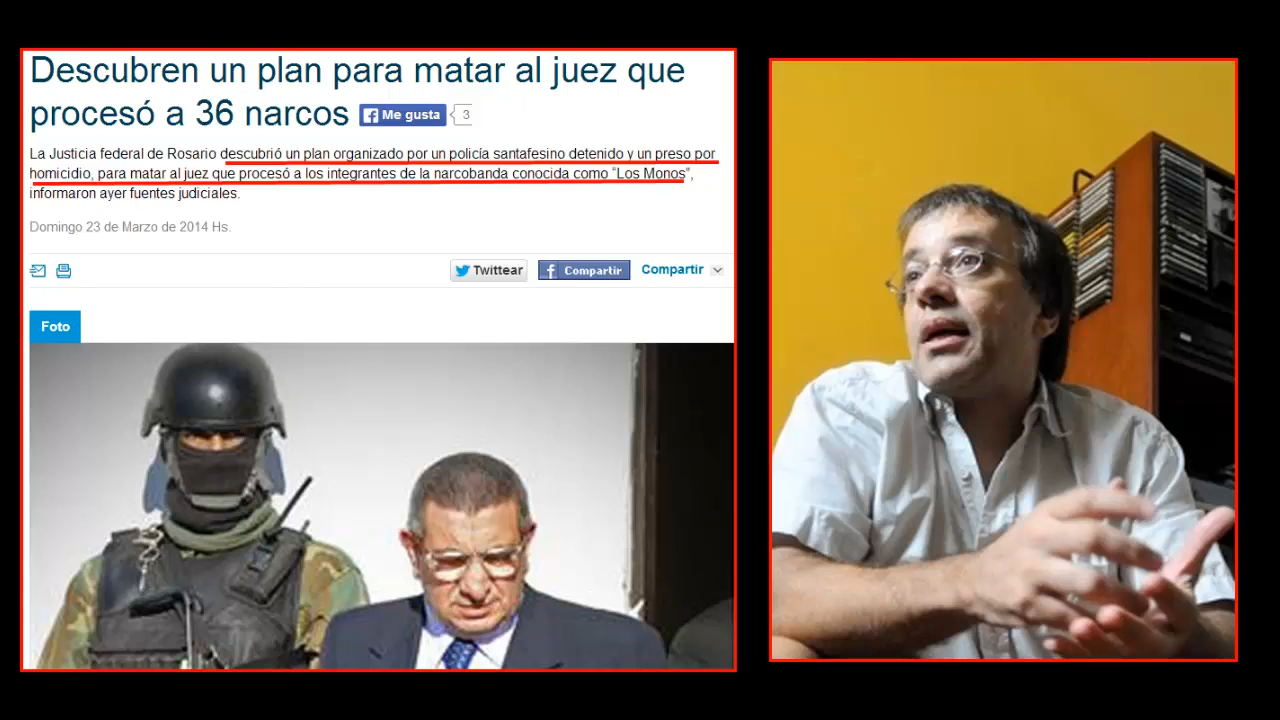 Descubren un plan para matar al juez que
procesó a 36 narcos Me gusta 3
La Justicia federal de Rosario descubrió un plan organizado por un policía santafesino detenido y un preso por
homicidio, para matar al juez que procesó a los integrantes de la narcobanda conocida como "Los Monos",
informaron ayer fuentes judiciales.
Domingo 23 de Marzo de 2014 Hs.
Twittear Compartir Compartir
Foto